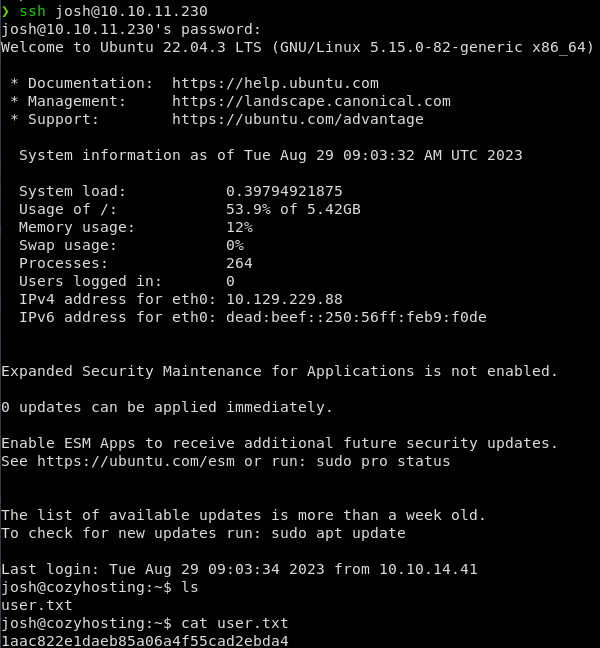 ❯ ssh josh@10.10.11.230
josh@10.10.11.230's password:
Welcome to Ubuntu 22.04.3 LTS (GNU/Linux 5.15.0-82-generic x86_64)
* Documentation:  https://help.ubuntu.com
* Management:     https://landscape.canonical.com
* Support:        https://ubuntu.com/advantage
System information as of Tue Aug 29 09:03:32 AM UTC 2023
System load:           0.39794921875
Usage of /:            53.9% of 5.42GB
Memory usage:          12%
Swap usage:            0%
Processes:             264
Users logged in:       0
IPv4 address for eth0: 10.129.229.88
IPv6 address for eth0: dead:beef::250:56ff:feb9:f0de
Expanded Security Maintenance for Applications is not enabled.
0 updates can be applied immediately.
Enable ESM Apps to receive additional future security updates.
See https://ubuntu.com/esm or run: sudo pro status
The list of available updates is more than a week old.
To check for new updates run: sudo apt update
Last login: Tue Aug 29 09:03:34 2023 from 10.10.14.41
josh@cozyhosting:~$ ls
user.txt
josh@cozyhosting:~$ cat user.txt
1aac822e1daeb85a06a4f55cad2ebda4